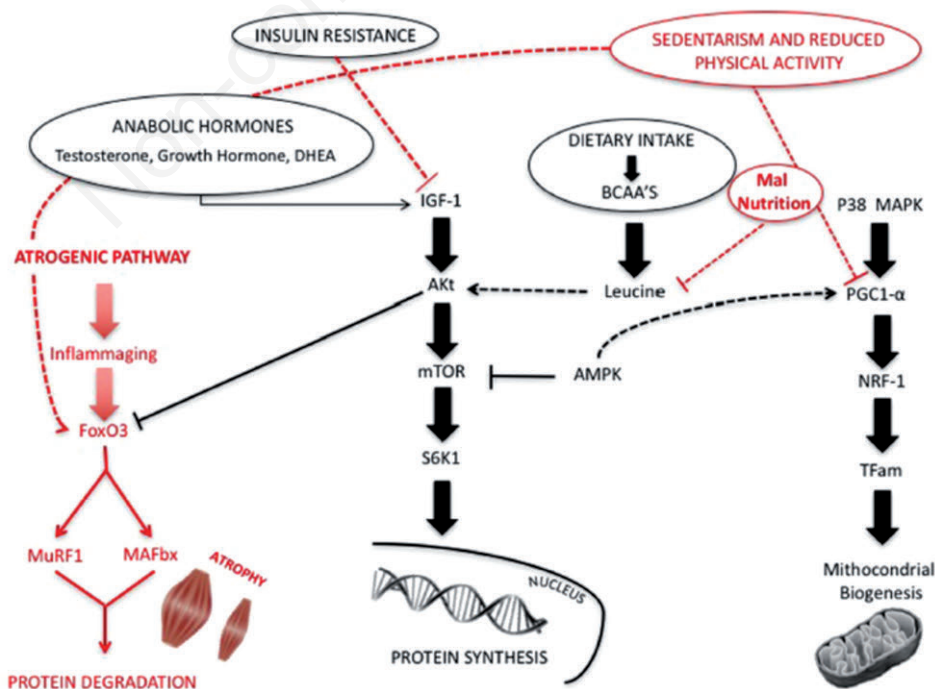 INSULIN RESISTANCE
SEDENTARISM AND REDUCED
PHYSICAL ACTIVITY
ANABOLIC HORMONES
Testosterone, Growth Hormone, DHEA
DIETARY INTAKE
BCAA'S
Mal
Nutrition
IGF-1
P38 MAPK
ATROGENIC PATHWAY
AKt
Leucine
PGC1-α
Inflammaging
mTOR
AMPK
NRF-1
FoxO3
S6K1
TFam
MuRF1
MAFbx
ATROPHY
NUCLEUS
Mithocondrial
Biogenesis
PROTEIN SYNTHESIS
PROTEIN DEGRADATION